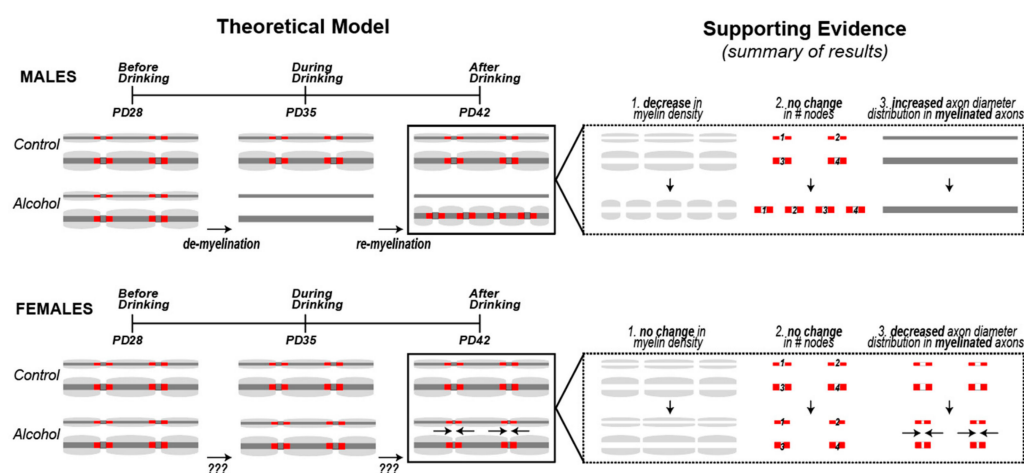 Theoretical Model
Supporting Evidence
(summary of results)
MALES
Before Drinking
During Drinking
After Drinking
PD28
PD35
PD42
Control
Alcohol
de-myelination
re-myelination
1. decrease in
myelin density
2. no change
in # nodes
3. increased axon diameter
distribution in myelinated axons
1 2
3 4
1 2 3 4
FEMALES
Before Drinking
During Drinking
After Drinking
PD28
PD35
PD42
Control
Alcohol
???
???
1. no change in
myelin density
2. no change
in # nodes
3. decreased axon diameter
distribution in myelinated axons
1 2
3 4
1 2
3 4